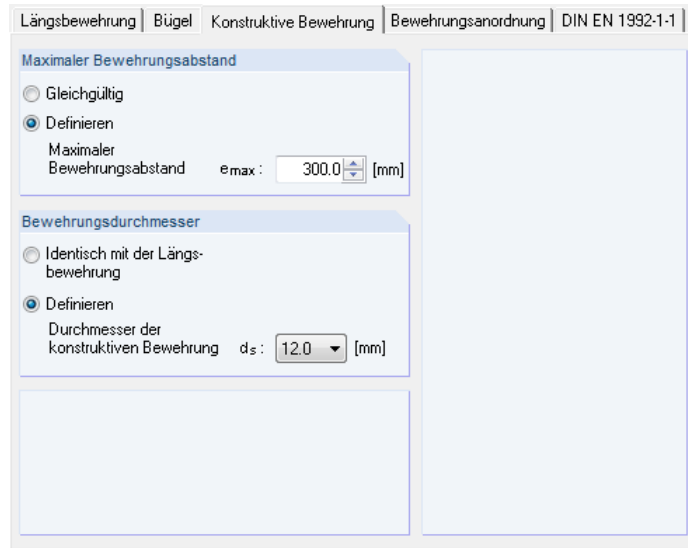 Längsbewehrung Bügel Konstruktive Bewehrung Bewehrungsanordnung DIN EN 1992-1-1
Maximaler Bewehrungsabstand
Gleichgültig
Definieren
Maximaler
Bewehrungsabstand emax : 300.0 [mm]
Bewehrungsdurchmesser
Identisch mit der Längs-
bewehrung
Definieren
Durchmesser der
konstruktiven Bewehrung ds : 12.0 [mm]